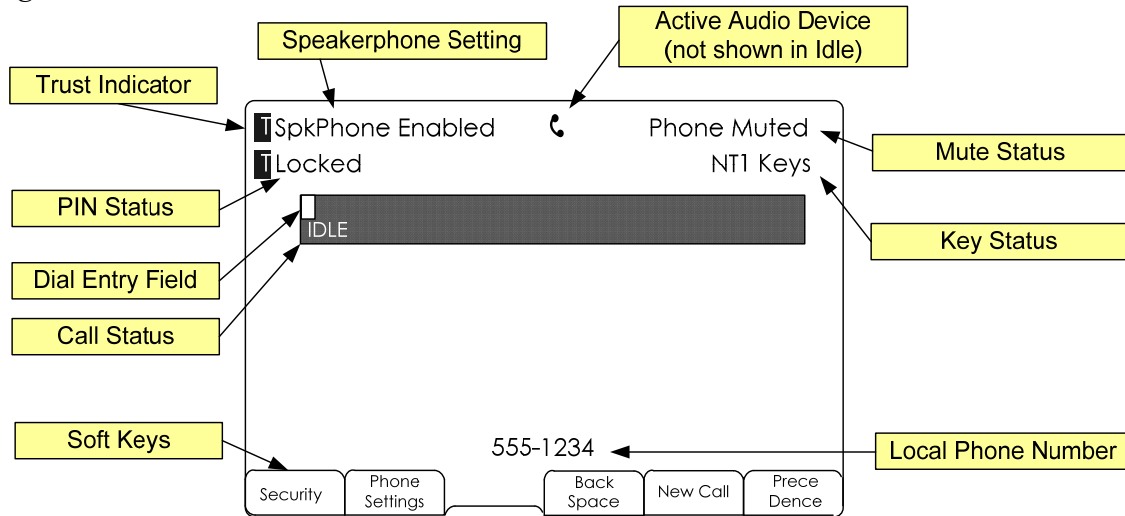 Speakerphone Setting
Active Audio Device
(not shown in Idle)
Trust Indicator
T SpkPhone Enabled
Phone Muted
Mute Status
T Locked
NT1 Keys
PIN Status
IDLE
Key Status
Dial Entry Field
Call Status
Soft Keys
555-1234
Local Phone Number
Security
Phone
Settings
Back
Space
New Call
Prece
Dence